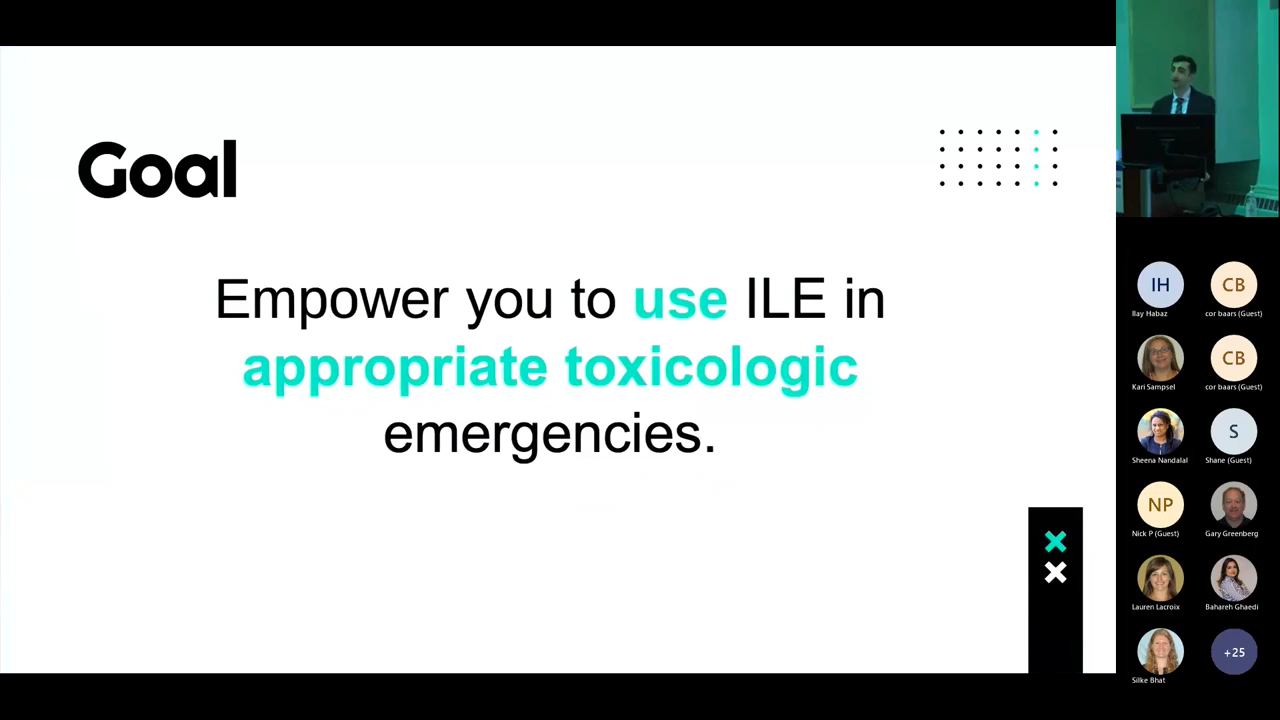 Goal
Empower you to use ILE in
appropriate toxicologic
emergencies.
IH
Ilay Habaz
CB
cor baars (Guest)
Kari Sampsel
CB
cor baars (Guest)
Sheena Nandalal
S
Shane (Guest)
NP
Nick P (Guest)
Gary Greenberg
Lauren Lacroix
Bahareh Ghaedi
Silke Bhat
+25